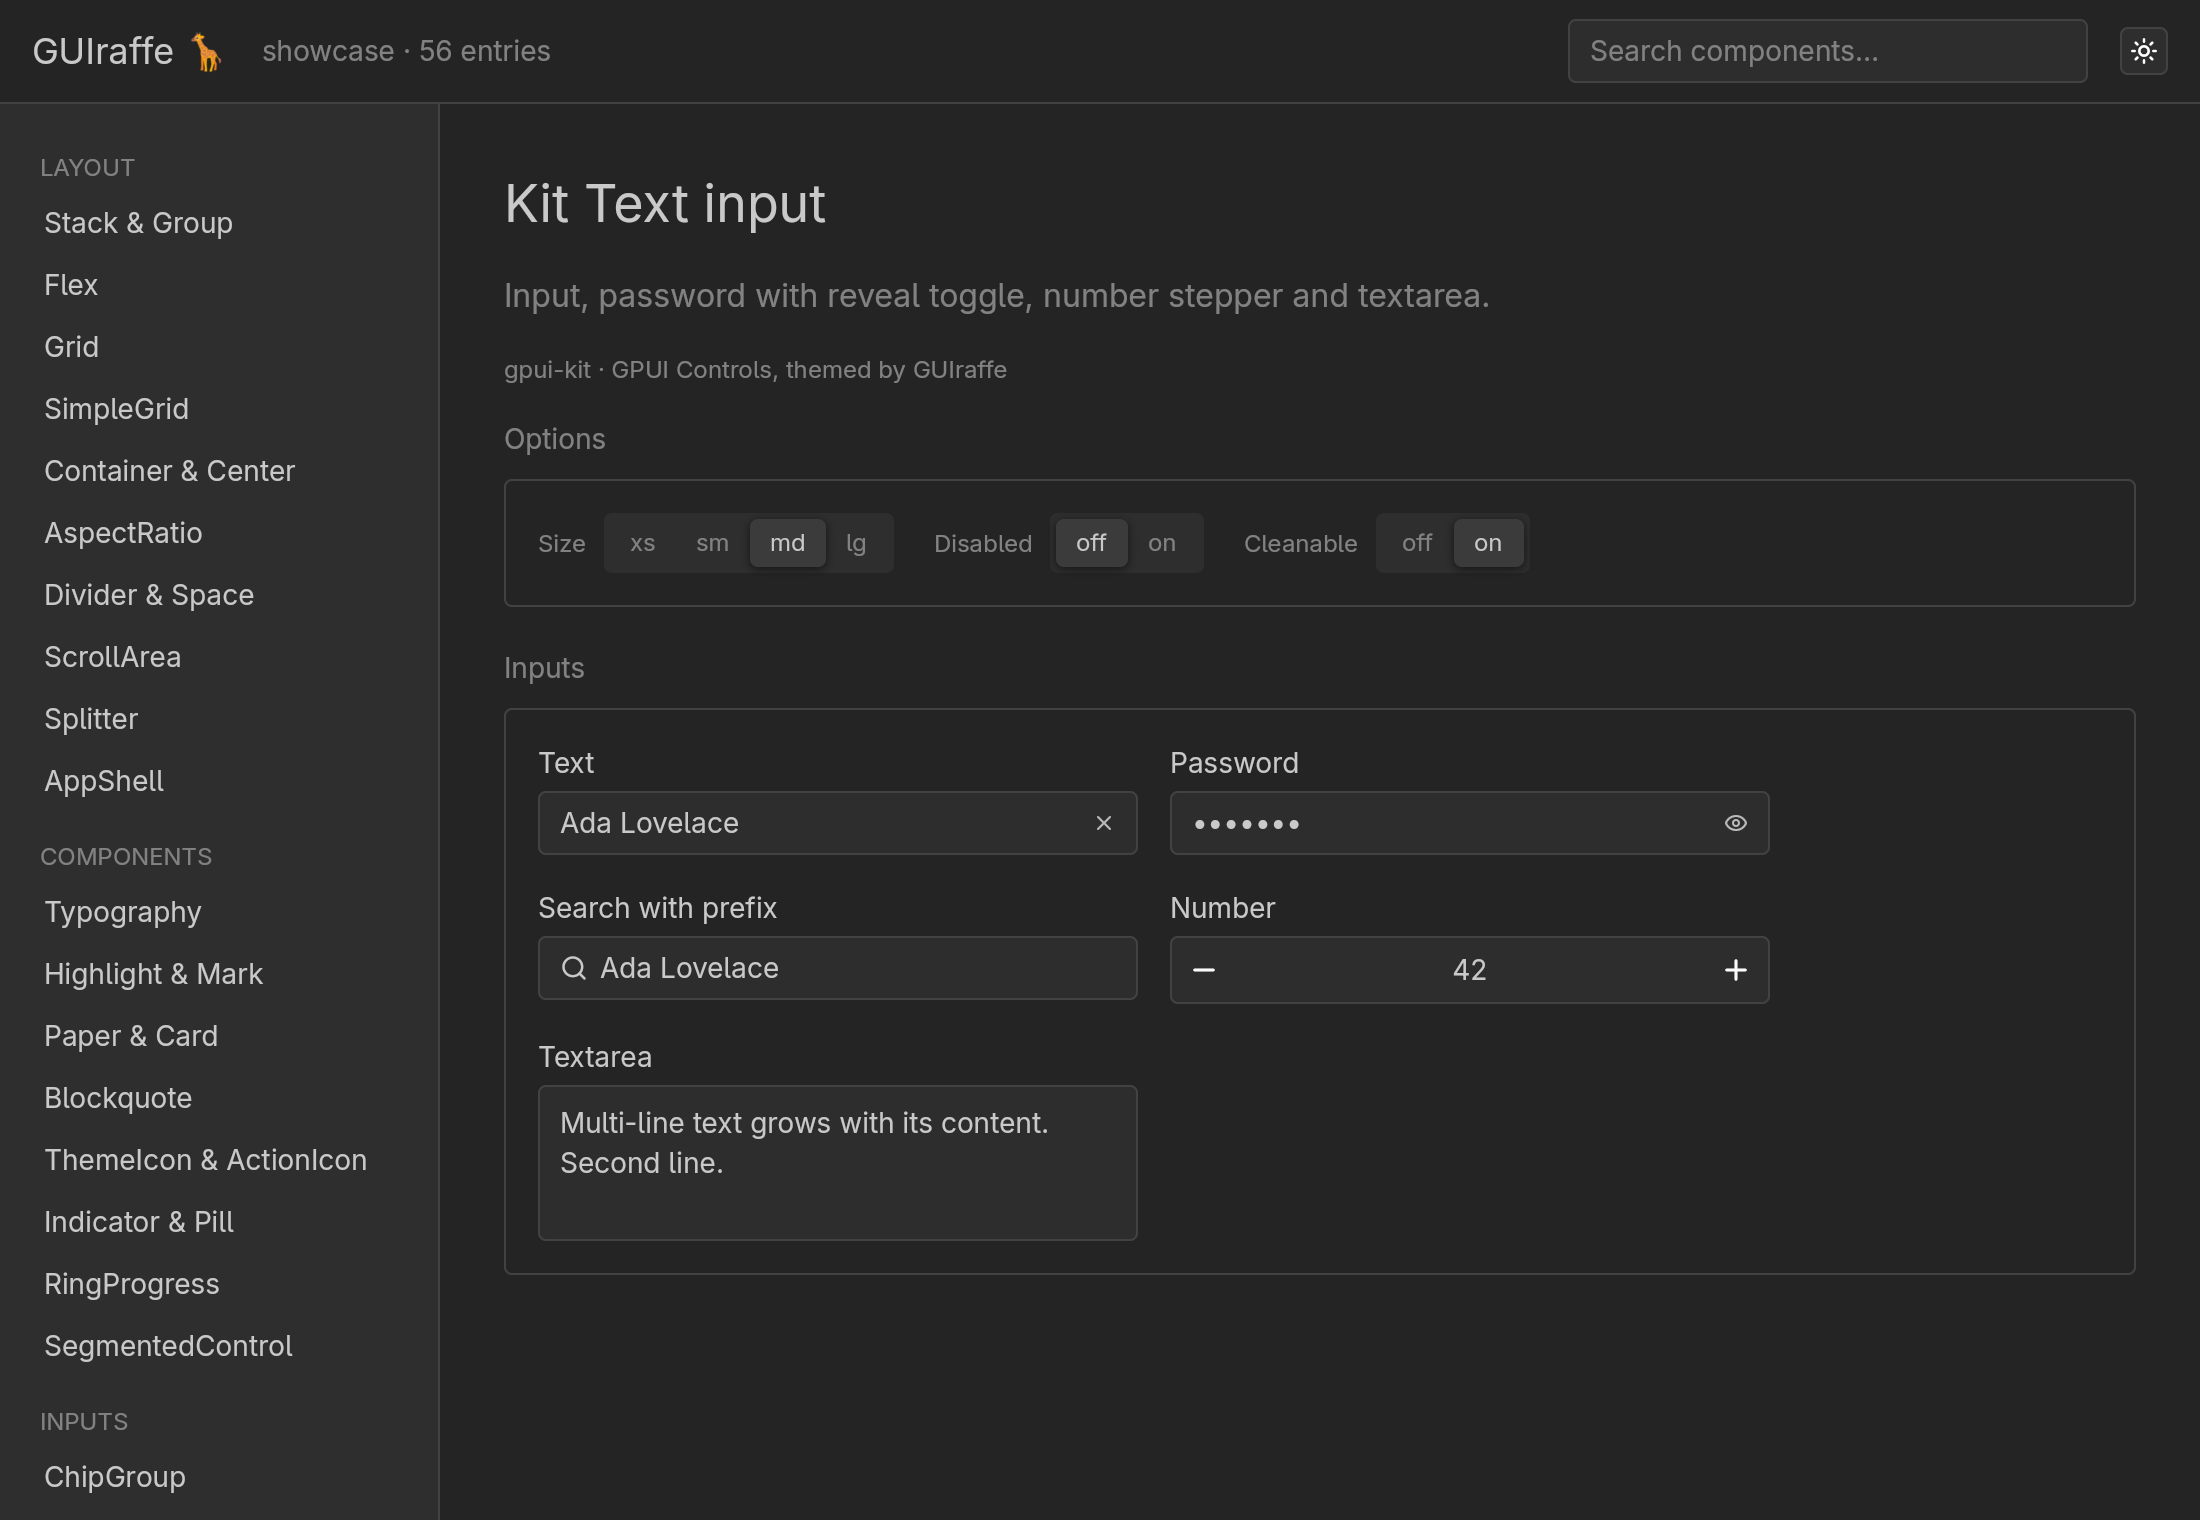 GUIraffe 🦒 showcase · 56 entries
Search components...
LAYOUT
Stack & Group
Flex
Grid
SimpleGrid
Container & Center
AspectRatio
Divider & Space
ScrollArea
Splitter
AppShell
COMPONENTS
Typography
Highlight & Mark
Paper & Card
Blockquote
ThemeIcon & ActionIcon
Indicator & Pill
RingProgress
SegmentedControl
INPUTS
ChipGroup
Kit Text input
Input, password with reveal toggle, number stepper and textarea.
gpui-kit · GPUI Controls, themed by GUIraffe
Options
Size xs sm md lg Disabled off on Cleanable off on
Inputs
Text
Ada Lovelace
Password
•••••••
Search with prefix
Ada Lovelace
Number
42
Textarea
Multi-line text grows with its content.
Second line.